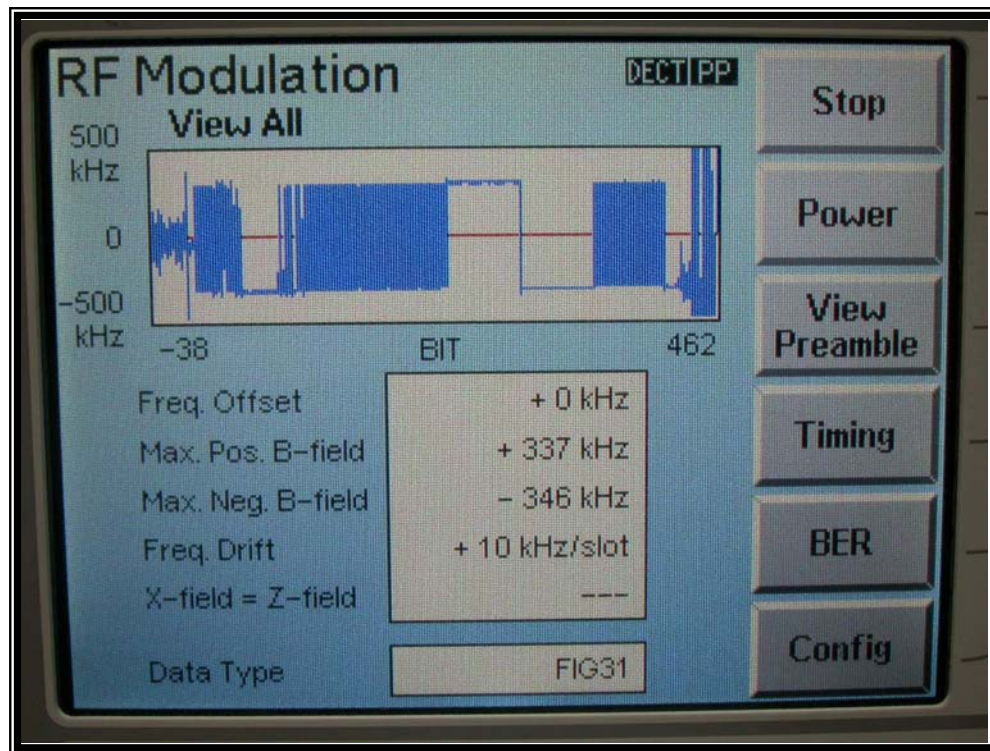 RF Modulation
DECT PP
View All
500
kHz
0
-500
kHz
-38
BIT
462
Freq. Offset
+ 0 kHz
Max. Pos. B-field
+ 337 kHz
Max. Neg. B-field
- 346 kHz
Freq. Drift
+ 10 kHz/slot
X-field = Z-field
---
Data Type
FIG31
Stop
Power
View
Preamble
Timing
BER
Config